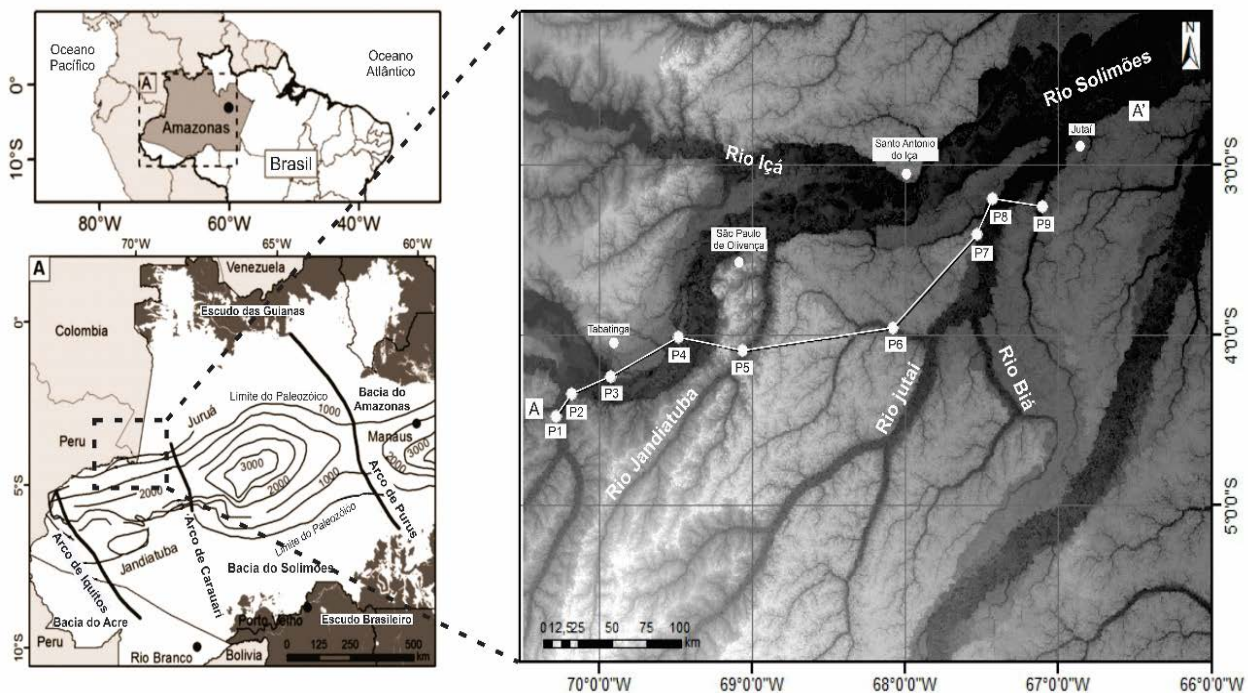 Oceano
Pacífico
Oceano
Atlântico
A
Amazonas
Brasil
0°
10°S
80°W
60°W
40°W
70°W
65°W
60°W
A
Venezuela
Escudo das Guianas
Colombia
0°
Limite do Paleozóico
1000
Bacia do
Amazonas
Juruá
Manaus
3000
2000
Peru
3000
2000
1000
2000
5°S
Arco de Purus
Limite do Paleozóico
Arco de Iquitos
Jandiatuba
Arco de Carauari
Bacia do Solimões
Bacia do Acre
Porto Velho
Escudo Brasileiro
Peru
Rio Branco
Bolívia
0
125
250
500
km
10°S
N
Rio Solimões
A'
Jutaí
Santo Antonio
do Iça
Rio Içá
3°0'0"S
P8
P9
São Paulo
de Olivença
P7
Tabatinga
4°0'0"S
P4
P5
P6
P3
P2
A
P1
Rio Jandiatuba
Rio jutaí
Rio Biá
5°0'0"S
0 12,525
50
75
100
km
70°0'0"W
69°0'0"W
68°0'0"W
67°0'0"W
66°0'0"W